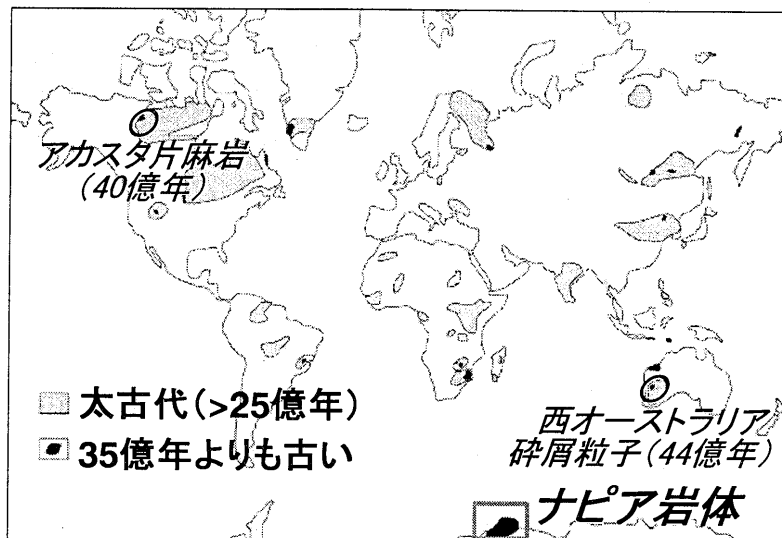 アカスタ片麻岩
(40億年)
太古代(>25億年)
35億年よりも古い
西オーストラリア
砕屑粒子(44億年)
ナピア岩体